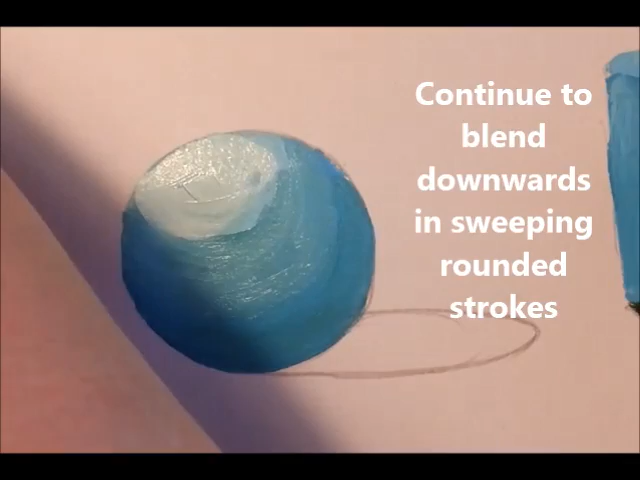 Continue to
blend
downwards
in sweeping
rounded
strokes